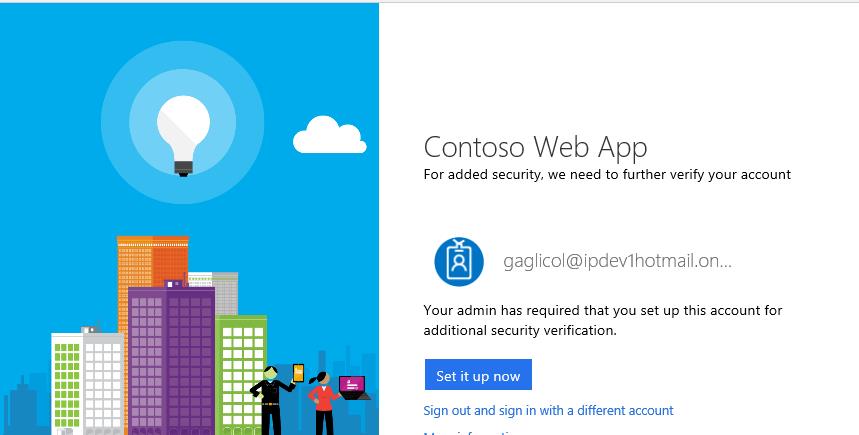 Contoso Web App
For added security, we need to further verify your account
gaglicol@ipdev1hotmail.on...
Your admin has required that you set up this account for
additional security verification.
Set it up now
Sign out and sign in with a different account